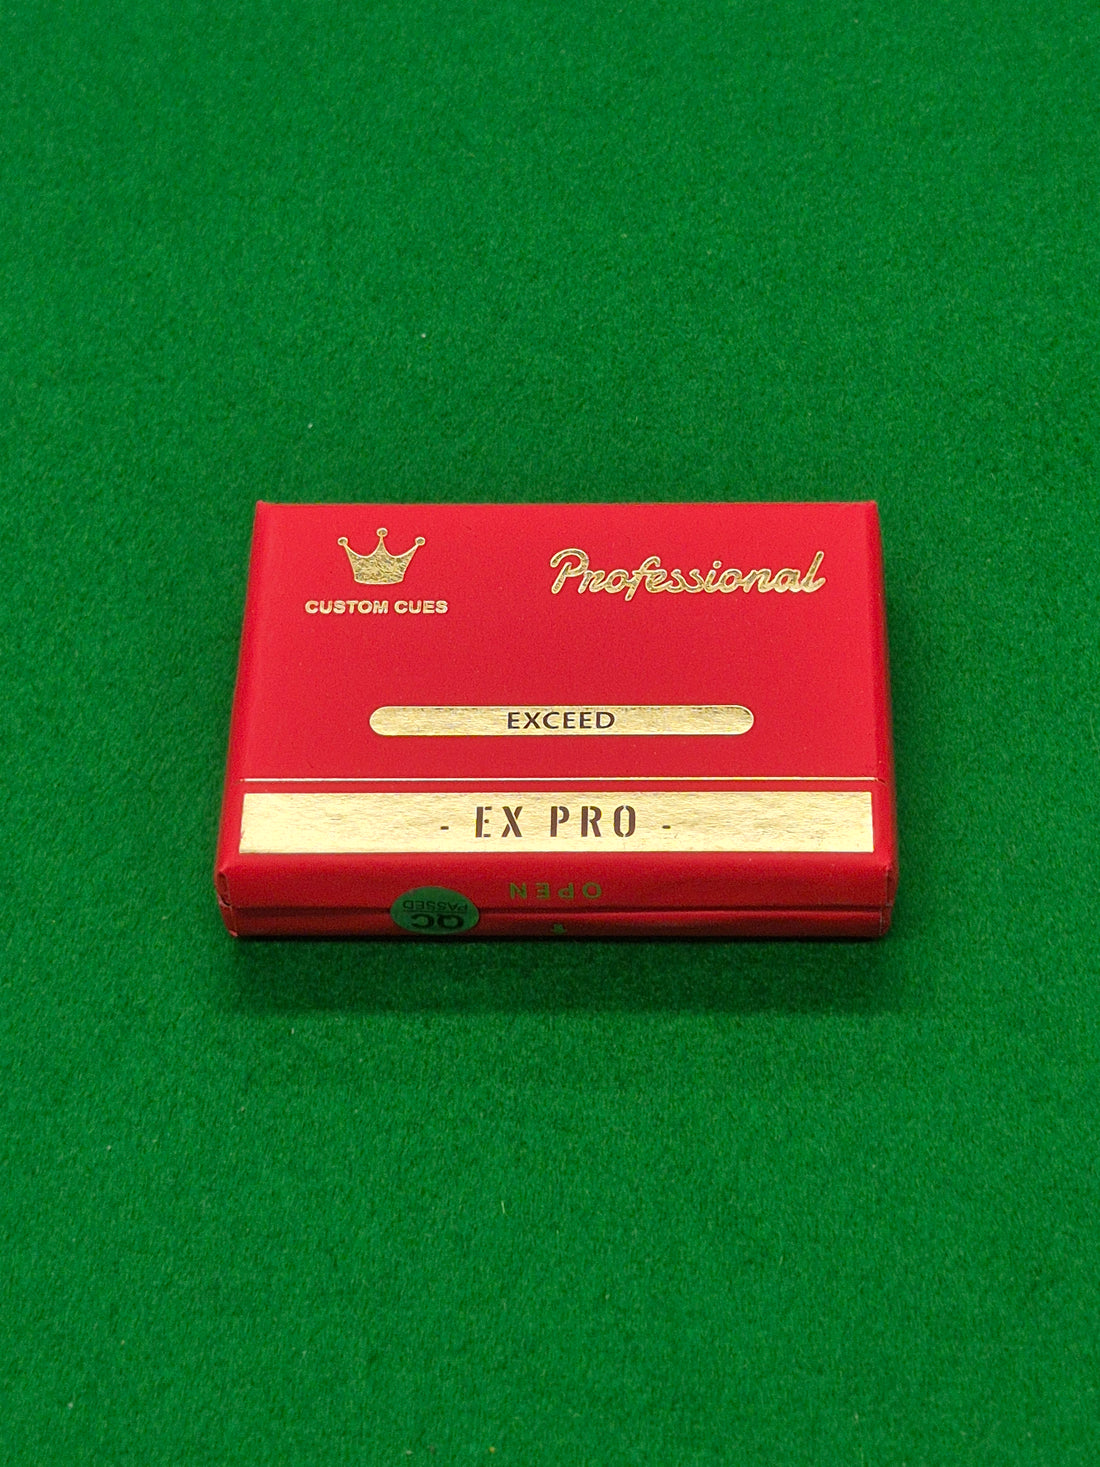 CUSTOM CUES
Professional
EXCEED
- EX PRO -
OPEN
QC
PASSED